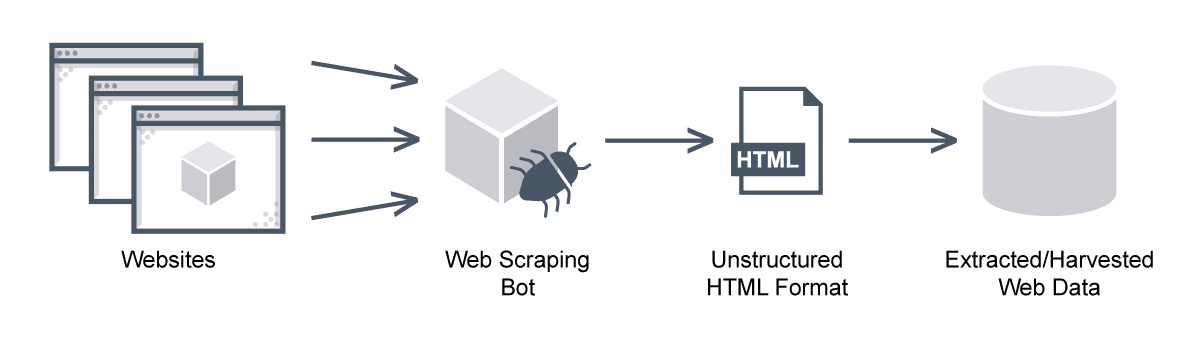 HTML
Websites
Web Scraping
Bot
Unstructured
HTML Format
Extracted/Harvested
Web Data